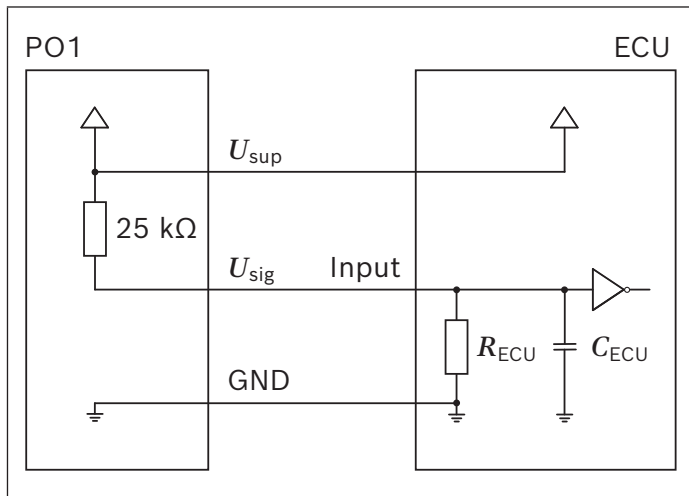 PO1
ECU
U_sup
25 kΩ
U_sig
Input
R_ECU
C_ECU
GND